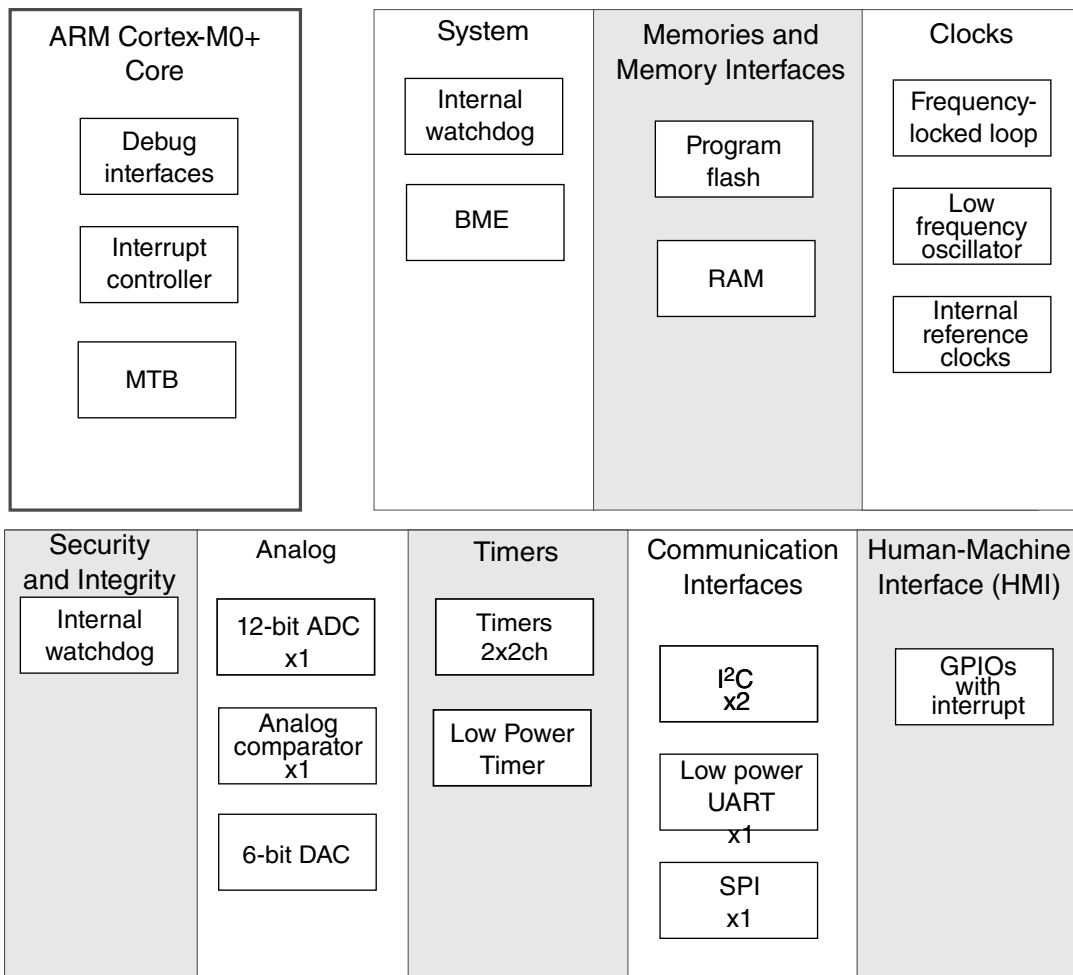 ARM Cortex-M0+
Core
Debug
interfaces
Interrupt
controller
MTB
System
Internal
watchdog
BME
Memories and
Memory Interfaces
Program
flash
RAM
Clocks
Frequency-
locked loop
Low
frequency
oscillator
Internal
reference
clocks
Security
and Integrity
Internal
watchdog
Analog
12-bit ADC
x1
Analog
comparator
x1
6-bit DAC
Timers
Timers
2x2ch
Low Power
Timer
Communication
Interfaces
I²C
x2
Low power
UART
x1
SPI
x1
Human-Machine
Interface (HMI)
GPIOs
with
interrupt